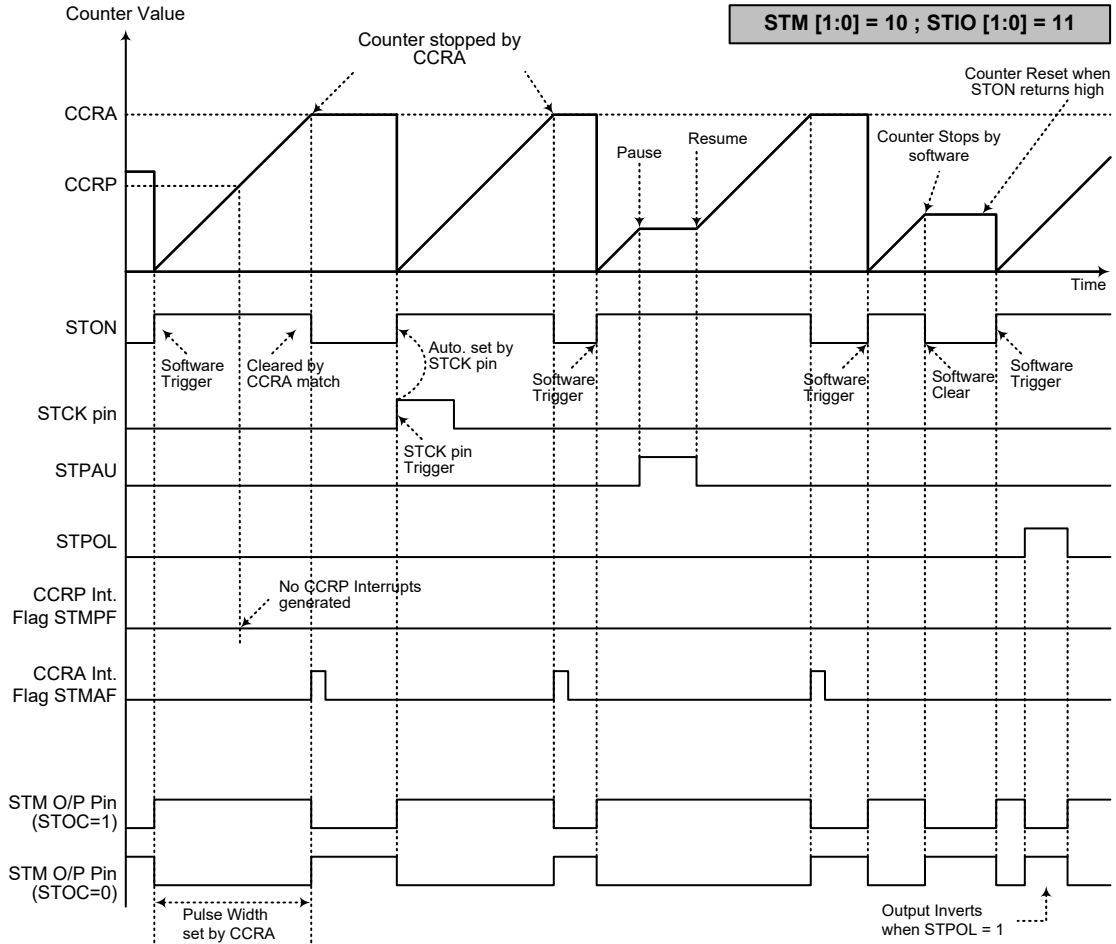 Counter Value
STM [1:0] = 10 ; STIO [1:0] = 11
Counter stopped by
CCRA
Counter Reset when
STON returns high
CCRA
Pause
Resume
Counter Stops by
software
CCRP
Time
STON
Software
Trigger
Cleared by
CCRA match
Auto. set by
STCK pin
Software
Trigger
Software
Trigger
Software
Clear
Software
Trigger
STCK pin
STCK pin
Trigger
STPAU
STPOL
CCRP Int.
Flag STMPF
No CCRP Interrupts
generated
CCRA Int.
Flag STMAF
STM O/P Pin
(STOC=1)
STM O/P Pin
(STOC=0)
Pulse Width
set by CCRA
Output Inverts
when STPOL = 1